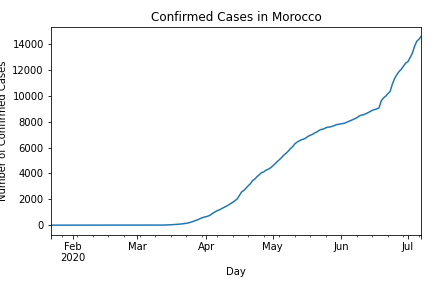 Confirmed Cases in Morocco
Number of Confirmed Cases
14000
12000
10000
8000
6000
4000
2000
0
Feb
2020
Mar
Apr
May
Jun
Jul
Day